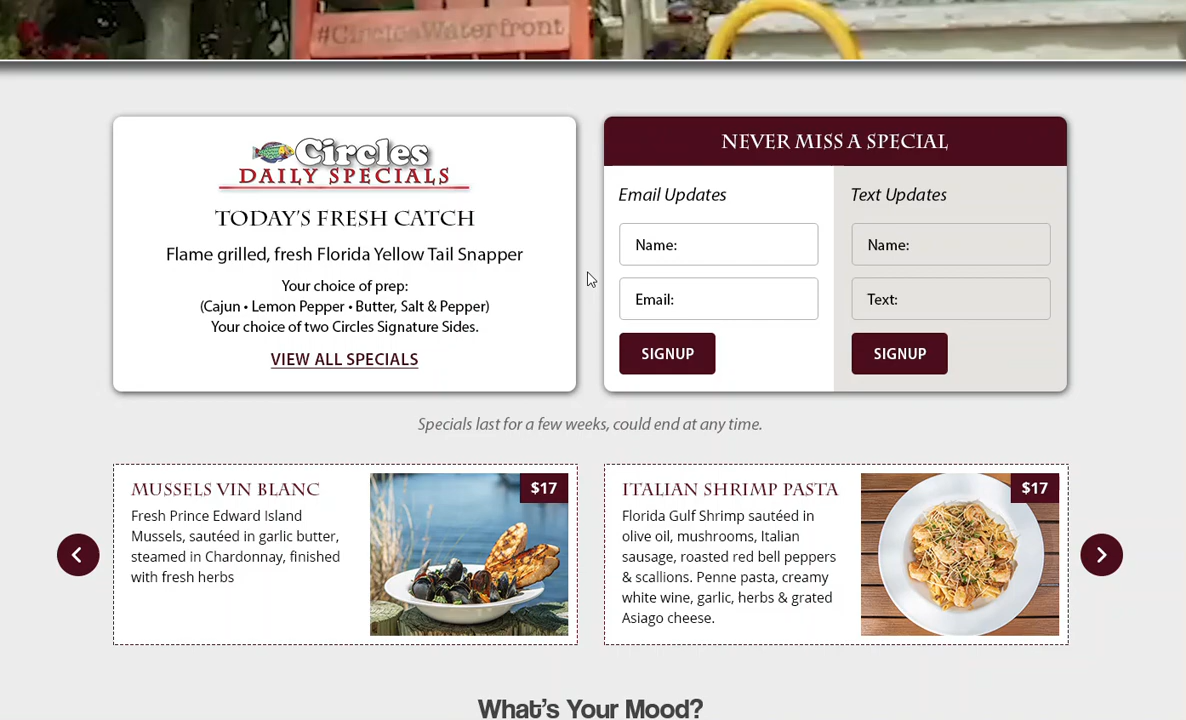 #CirclesWaterfront
Circles
DAILY SPECIALS
TODAY'S FRESH CATCH
Flame grilled, fresh Florida Yellow Tail Snapper
Your choice of prep:
(Cajun • Lemon Pepper • Butter, Salt & Pepper)
Your choice of two Circles Signature Sides.
VIEW ALL SPECIALS
NEVER MISS A SPECIAL
Email Updates
Name:
Email:
SIGNUP
Text Updates
Name:
Text:
SIGNUP
Specials last for a few weeks, could end at any time.
MUSSELS VIN BLANC
Fresh Prince Edward Island
Mussels, sautéed in garlic butter,
steamed in Chardonnay, finished
with fresh herbs
$17
ITALIAN SHRIMP PASTA
Florida Gulf Shrimp sautéed in
olive oil, mushrooms, Italian
sausage, roasted red bell peppers
& scallions. Penne pasta, creamy
white wine, garlic, herbs & grated
Asiago cheese.
$17
What's Your Mood?